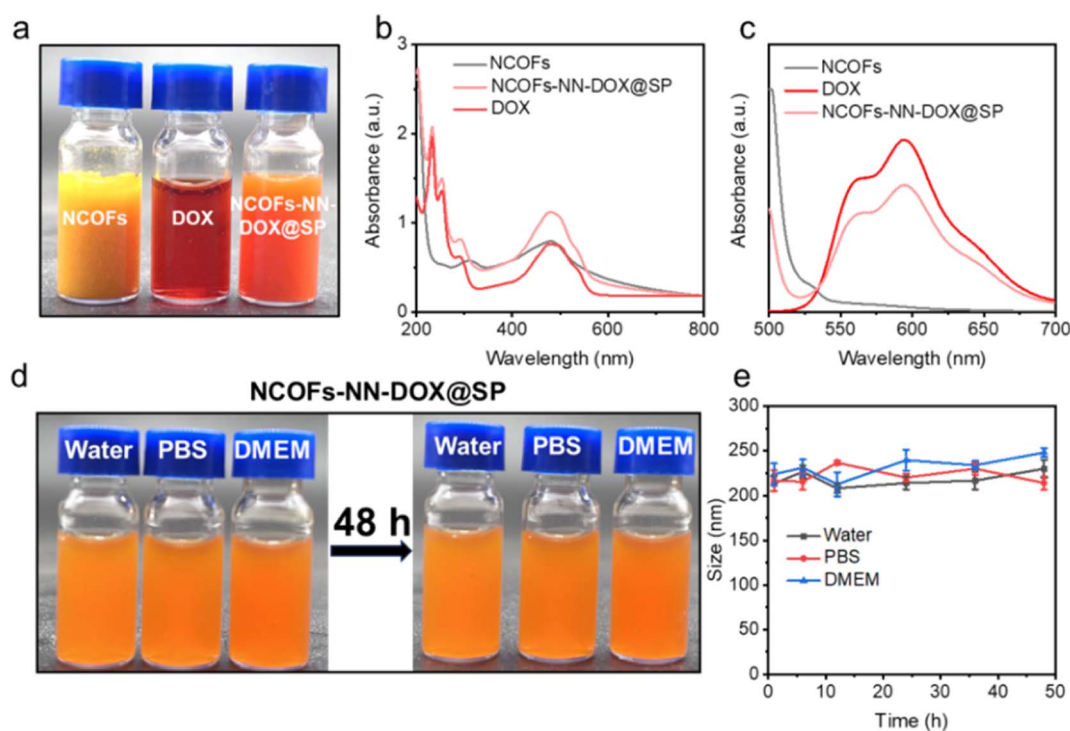 a
NCOFs
DOX
NCOFs-NN-
DOX@SP
b
Absorbance (a.u.)
3
2
1
0
NCOFs
NCOFs-NN-DOX@SP
DOX
200
400
600
800
Wavelength (nm)
c
Absorbance (a.u.)
NCOFs
DOX
NCOFs-NN-DOX@SP
500
550
600
650
700
Wavelength (nm)
d
NCOFs-NN-DOX@SP
Water PBS DMEM
48 h
Water PBS DMEM
e
Size (nm)
300
250
200
150
100
50
0
Water
PBS
DMEM
0 10 20 30 40 50
Time (h)